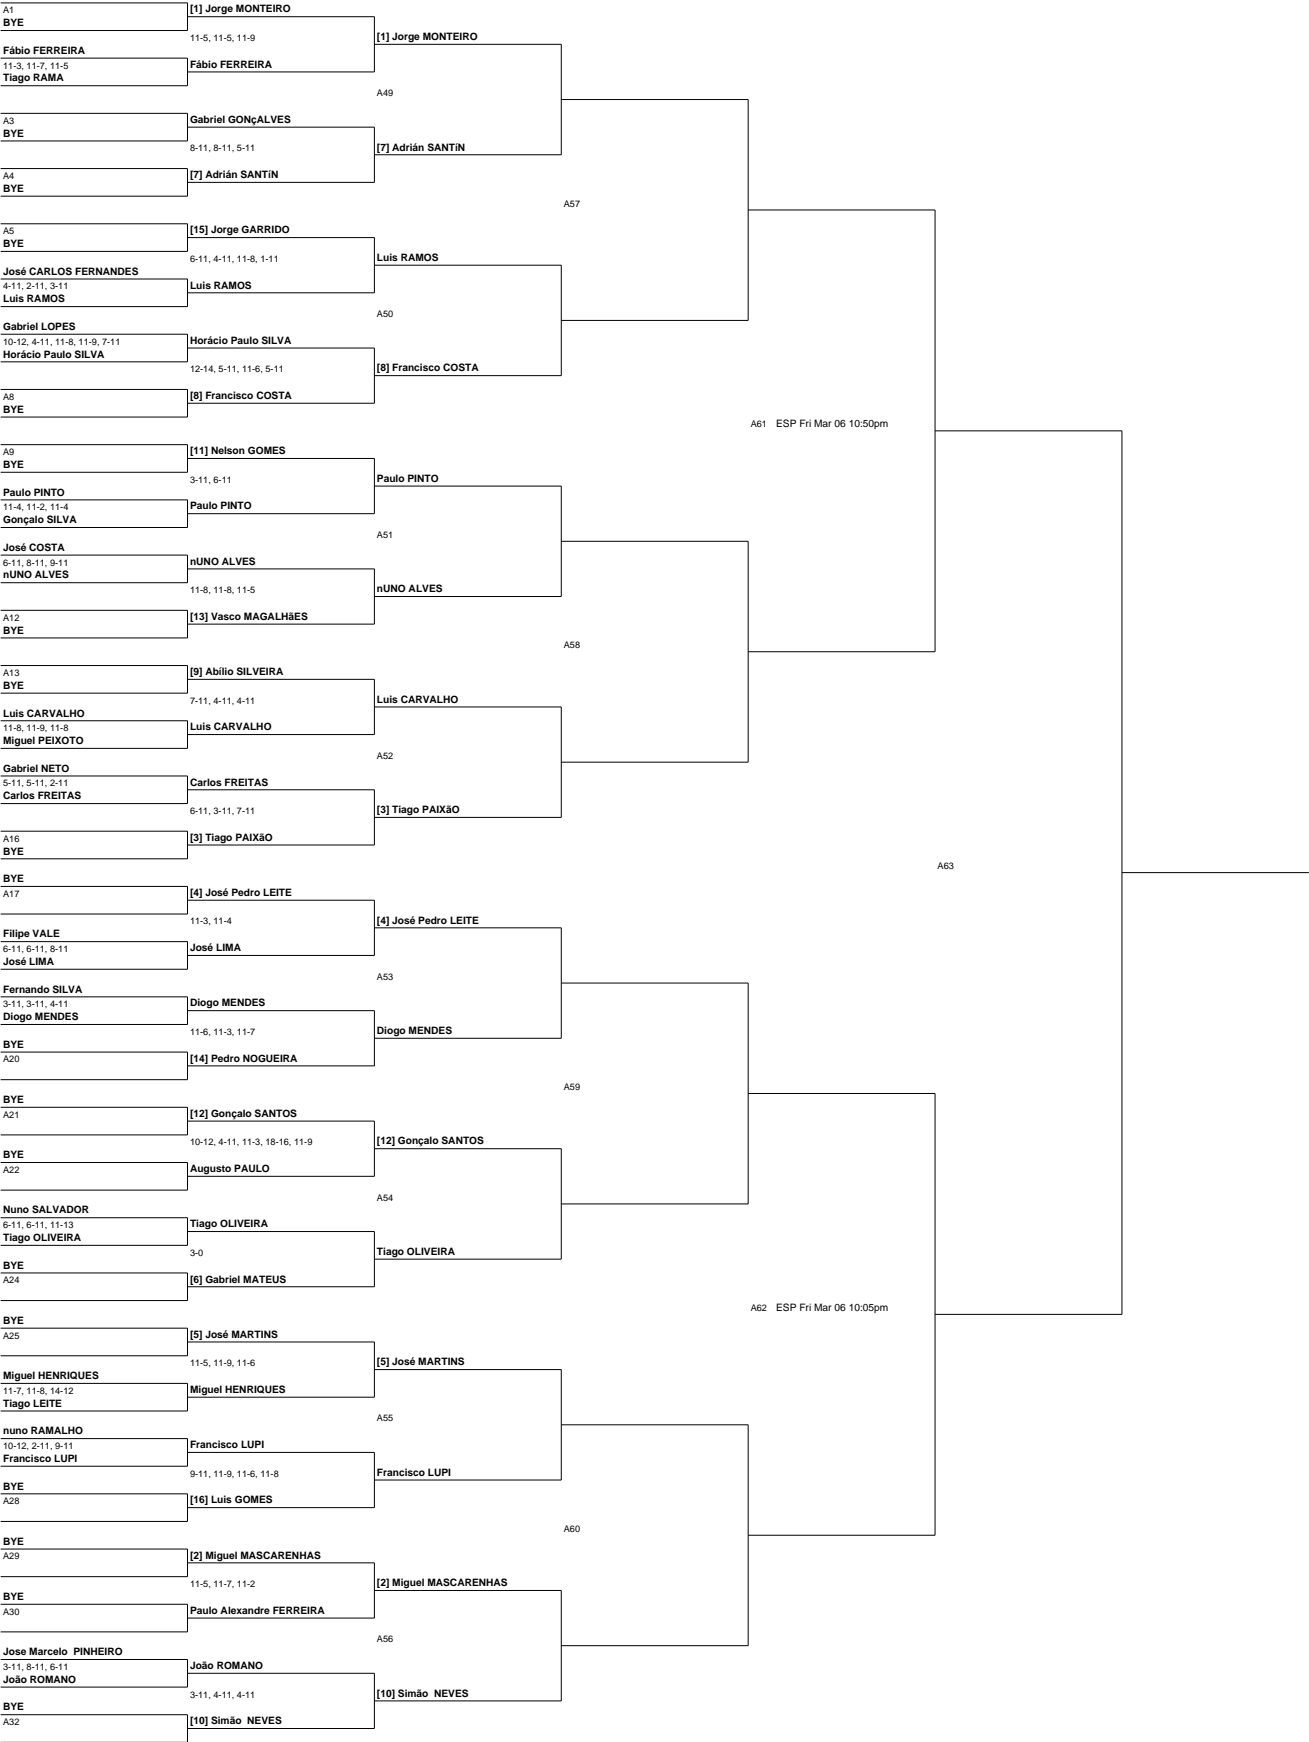 A1
BYE
[1] Jorge MONTEIRO
11-5, 11-5, 11-9
[1] Jorge MONTEIRO
Fábio FERREIRA
11-3, 11-7, 11-5
Tiago RAMA
Fábio FERREIRA
A49
A3
BYE
Gabriel GONçALVES
8-11, 8-11, 5-11
[7] Adrián SANTíN
A4
BYE
[7] Adrián SANTíN
A57
A5
BYE
[15] Jorge GARRIDO
6-11, 4-11, 11-8, 1-11
Luis RAMOS
José CARLOS FERNANDES
4-11, 2-11, 3-11
Luis RAMOS
Luis RAMOS
A50
Gabriel LOPES
10-12, 4-11, 11-8, 11-9, 7-11
Horácio Paulo SILVA
Horácio Paulo SILVA
12-14, 5-11, 11-6, 5-11
[8] Francisco COSTA
A8
BYE
[8] Francisco COSTA
A61 ESP Fri Mar 06 10:50pm
A9
BYE
[11] Nelson GOMES
3-11, 6-11
Paulo PINTO
Paulo PINTO
11-4, 11-2, 11-4
Gonçalo SILVA
Paulo PINTO
A51
José COSTA
6-11, 8-11, 9-11
nUNO ALVES
nUNO ALVES
11-8, 11-8, 11-5
nUNO ALVES
A12
BYE
[13] Vasco MAGALHãES
A58
A13
BYE
[9] Abílio SILVEIRA
7-11, 4-11, 4-11
Luis CARVALHO
Luis CARVALHO
11-8, 11-9, 11-8
Miguel PEIXOTO
Luis CARVALHO
A52
Gabriel NETO
5-11, 5-11, 2-11
Carlos FREITAS
Carlos FREITAS
6-11, 3-11, 7-11
[3] Tiago PAIXãO
A16
BYE
[3] Tiago PAIXãO
A63
BYE
A17
[4] José Pedro LEITE
11-3, 11-4
[4] José Pedro LEITE
Filipe VALE
6-11, 6-11, 8-11
José LIMA
José LIMA
A53
Fernando SILVA
3-11, 3-11, 4-11
Diogo MENDES
Diogo MENDES
11-6, 11-3, 11-7
Diogo MENDES
BYE
A20
[14] Pedro NOGUEIRA
A59
BYE
A21
[12] Gonçalo SANTOS
10-12, 4-11, 11-3, 18-16, 11-9
[12] Gonçalo SANTOS
BYE
A22
Augusto PAULO
A54
Nuno SALVADOR
6-11, 6-11, 11-13
Tiago OLIVEIRA
Tiago OLIVEIRA
3-0
Tiago OLIVEIRA
BYE
A24
[6] Gabriel MATEUS
A62 ESP Fri Mar 06 10:05pm
BYE
A25
[5] José MARTINS
11-5, 11-9, 11-6
[5] José MARTINS
Miguel HENRIQUES
11-7, 11-8, 14-12
Tiago LEITE
Miguel HENRIQUES
A55
nuno RAMALHO
10-12, 2-11, 9-11
Francisco LUPI
Francisco LUPI
9-11, 11-9, 11-6, 11-8
Francisco LUPI
BYE
A28
[16] Luis GOMES
A60
BYE
A29
[2] Miguel MASCARENHAS
11-5, 11-7, 11-2
[2] Miguel MASCARENHAS
BYE
A30
Paulo Alexandre FERREIRA
A56
Jose Marcelo PINHEIRO
3-11, 8-11, 6-11
João ROMANO
João ROMANO
3-11, 4-11, 4-11
[10] Simão NEVES
BYE
A32
[10] Simão NEVES